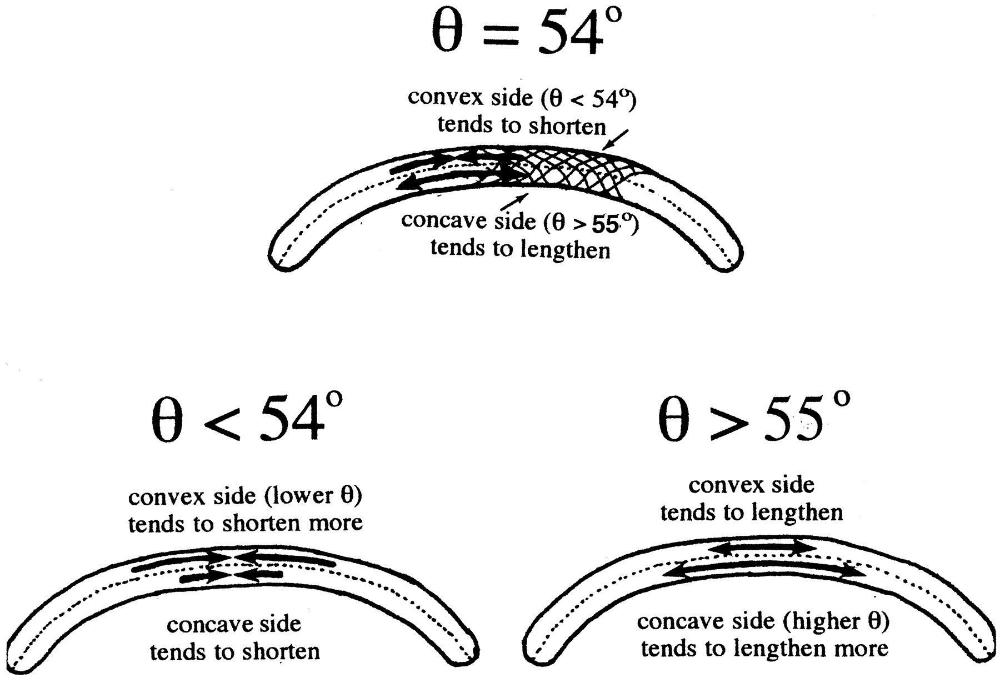 θ = 54°
convex side (θ < 54°)
tends to shorten
concave side (θ > 55°)
tends to lengthen
θ < 54°
convex side (lower θ)
tends to shorten more
concave side
tends to shorten
θ > 55°
convex side
tends to lengthen
concave side (higher θ)
tends to lengthen more